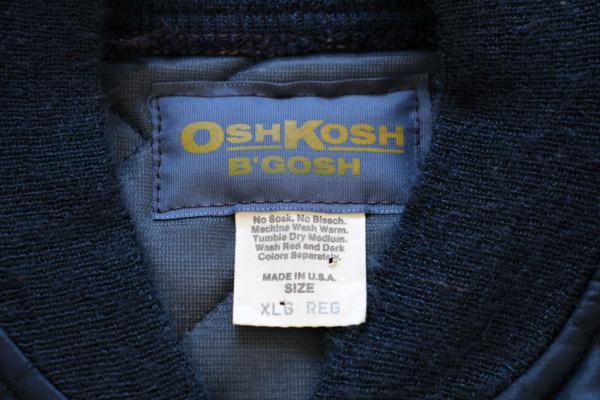 OSHKOSH
B'GOSH
No Soak, No Bleach.
Machine Wash Warm.
Tumble Dry Medium.
Wash Red and Dark
Colors Separately.
MADE IN U.S.A.
SIZE
XLG REG